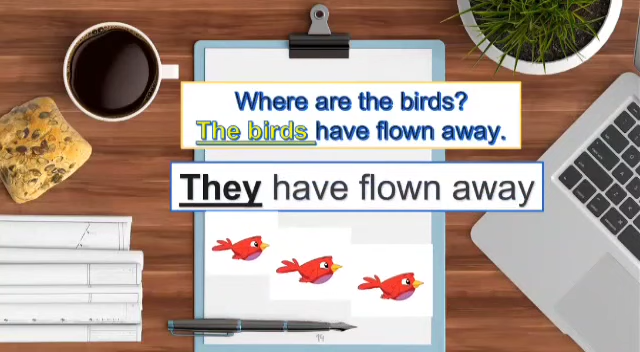 Where are the birds?
The birds have flown away.
They have flown away